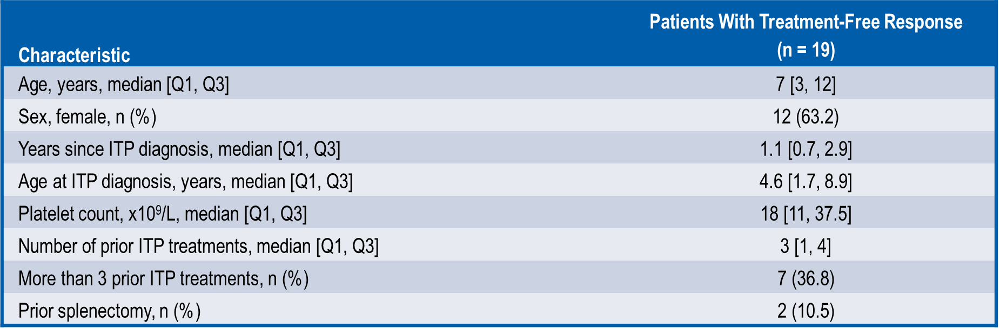 Patients With Treatment-Free Response
(n = 19)
Characteristic
Age, years, median [Q1, Q3] 7 [3, 12]
Sex, female, n (%) 12 (63.2)
Years since ITP diagnosis, median [Q1, Q3] 1.1 [0.7, 2.9]
Age at ITP diagnosis, years, median [Q1, Q3] 4.6 [1.7, 8.9]
Platelet count, x10⁹/L, median [Q1, Q3] 18 [11, 37.5]
Number of prior ITP treatments, median [Q1, Q3] 3 [1, 4]
More than 3 prior ITP treatments, n (%) 7 (36.8)
Prior splenectomy, n (%) 2 (10.5)